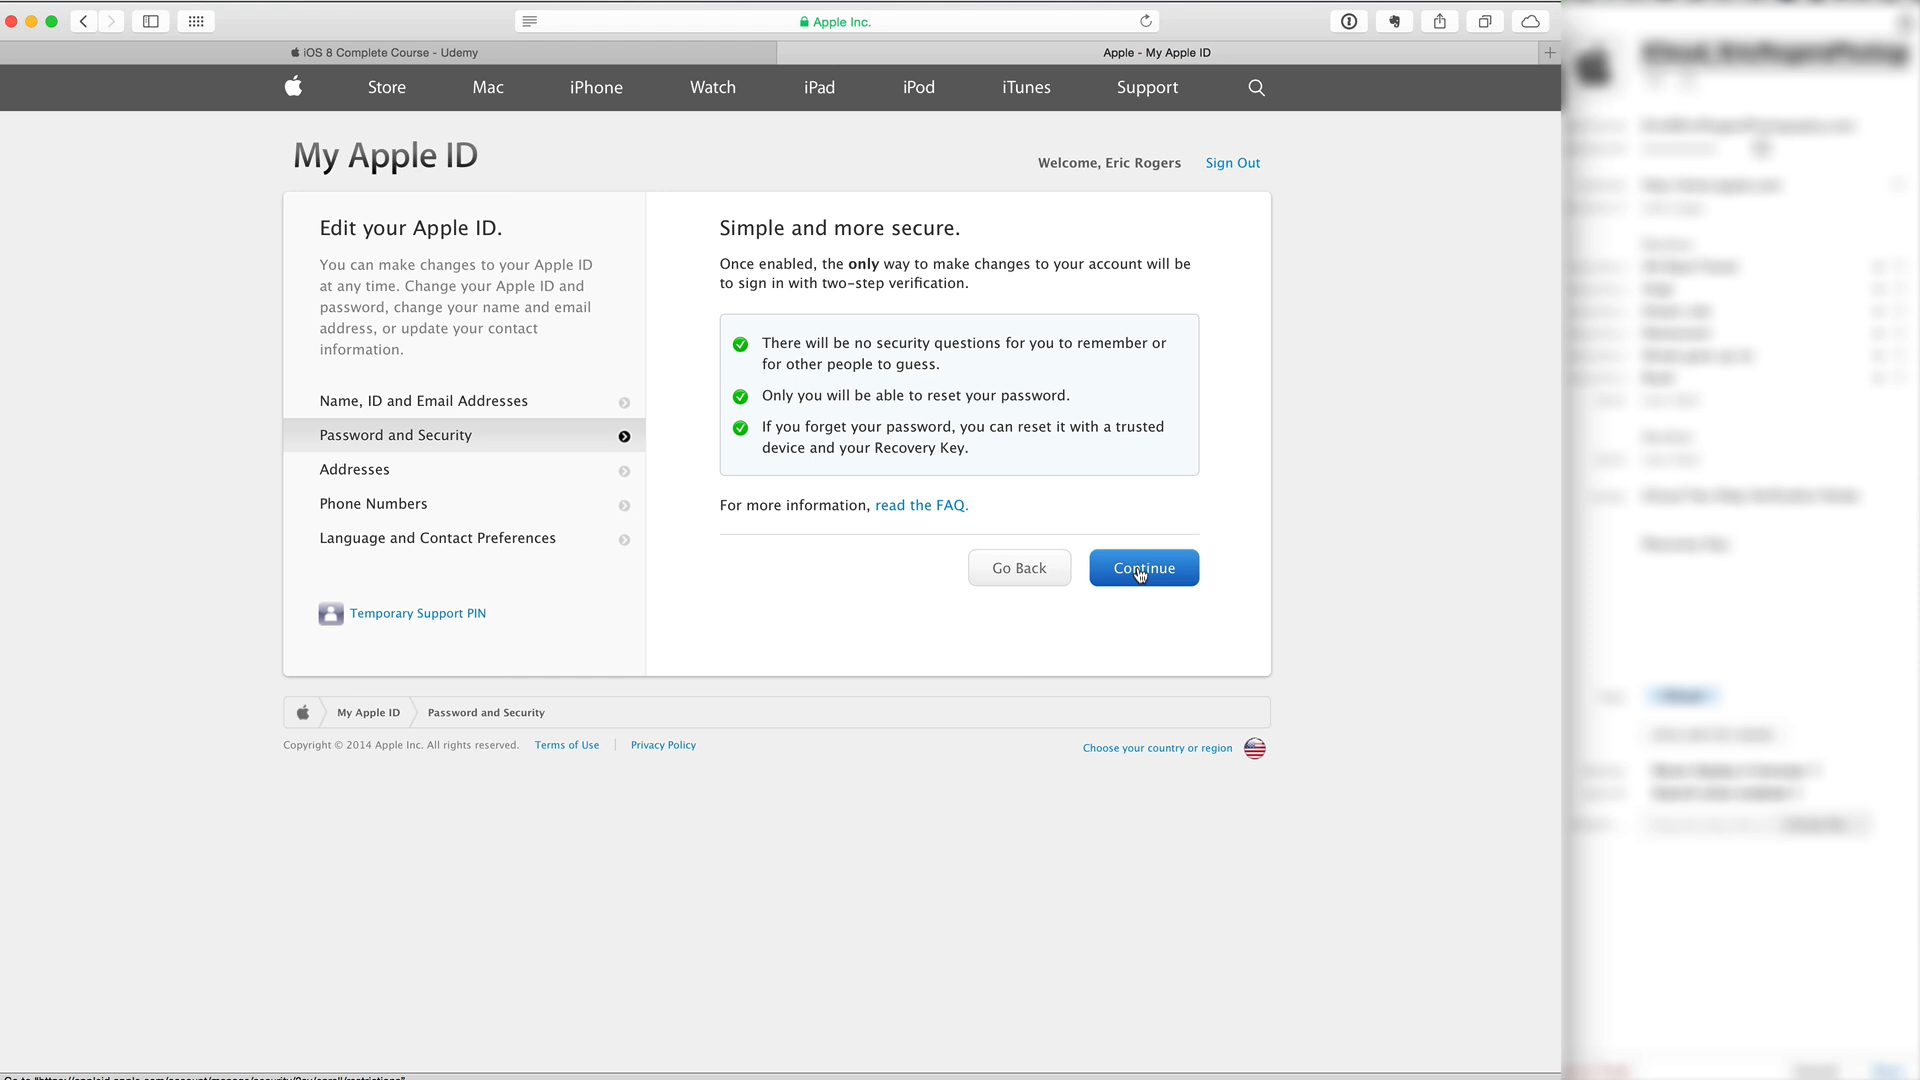 Apple Inc.
iOS 8 Complete Course - Udemy
Apple - My Apple ID
Store
Mac
iPhone
Watch
iPad
iPod
iTunes
Support
My Apple ID
Welcome, Eric Rogers
Sign Out
Edit your Apple ID.
You can make changes to your Apple ID
at any time. Change your Apple ID and
password, change your name and email
address, or update your contact
information.
Name, ID and Email Addresses
Password and Security
Addresses
Phone Numbers
Language and Contact Preferences
Temporary Support PIN
Simple and more secure.
Once enabled, the only way to make changes to your account will be
to sign in with two-step verification.
There will be no security questions for you to remember or
for other people to guess.
Only you will be able to reset your password.
If you forget your password, you can reset it with a trusted
device and your Recovery Key.
For more information, read the FAQ.
Go Back
Continue
My Apple ID
Password and Security
Copyright © 2014 Apple Inc. All rights reserved.
Terms of Use
Privacy Policy
Choose your country or region